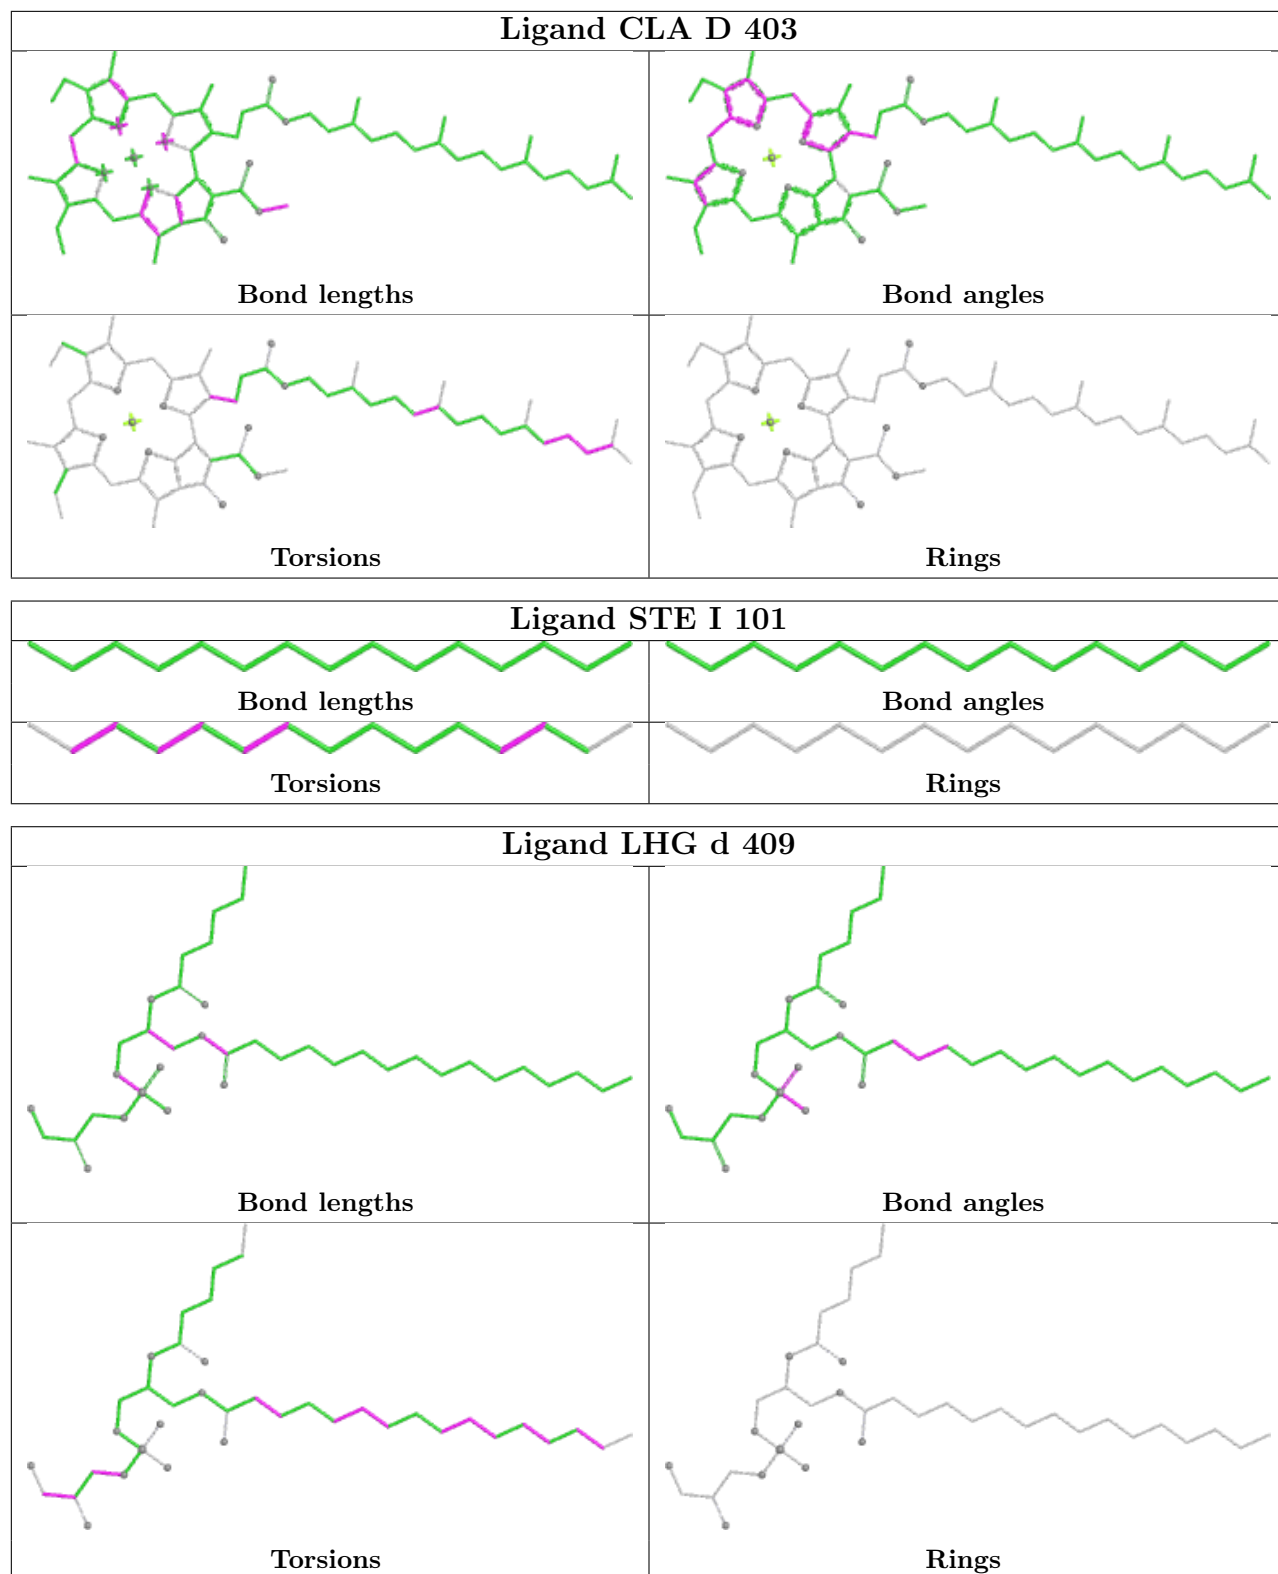 Ligand CLA D 403
Bond lengths
Bond angles
Torsions
Rings
Ligand STE I 101
Bond lengths
Bond angles
Torsions
Rings
Ligand LHG d 409
Bond lengths
Bond angles
Torsions
Rings